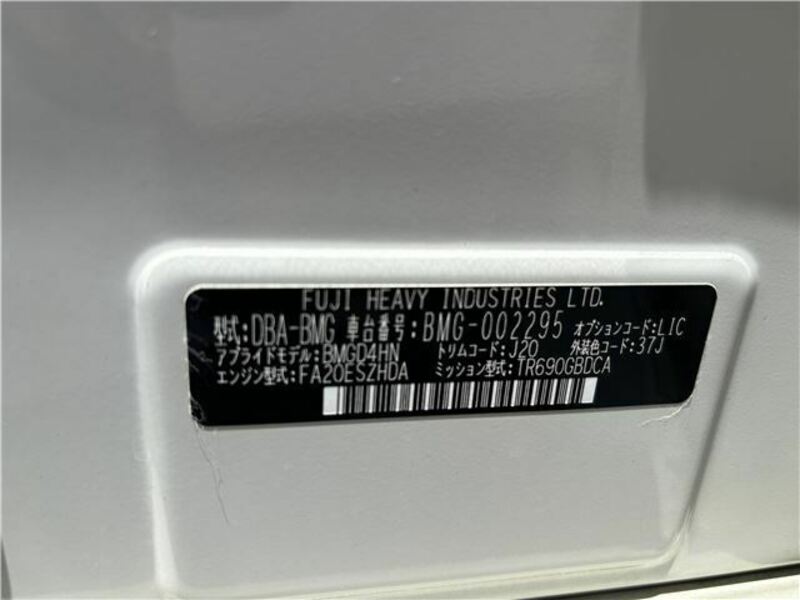 FUJI HEAVY INDUSTRIES LTD.
型式:DBA-BMG 車台番号:BMG-002295 オプションコード:LIC
アプライドモデル:BMGD4HN トリムコード:J20 外装色コード:37J
エンジン型式:FA20ESZHDA ミッション型式:TR690GBDCA